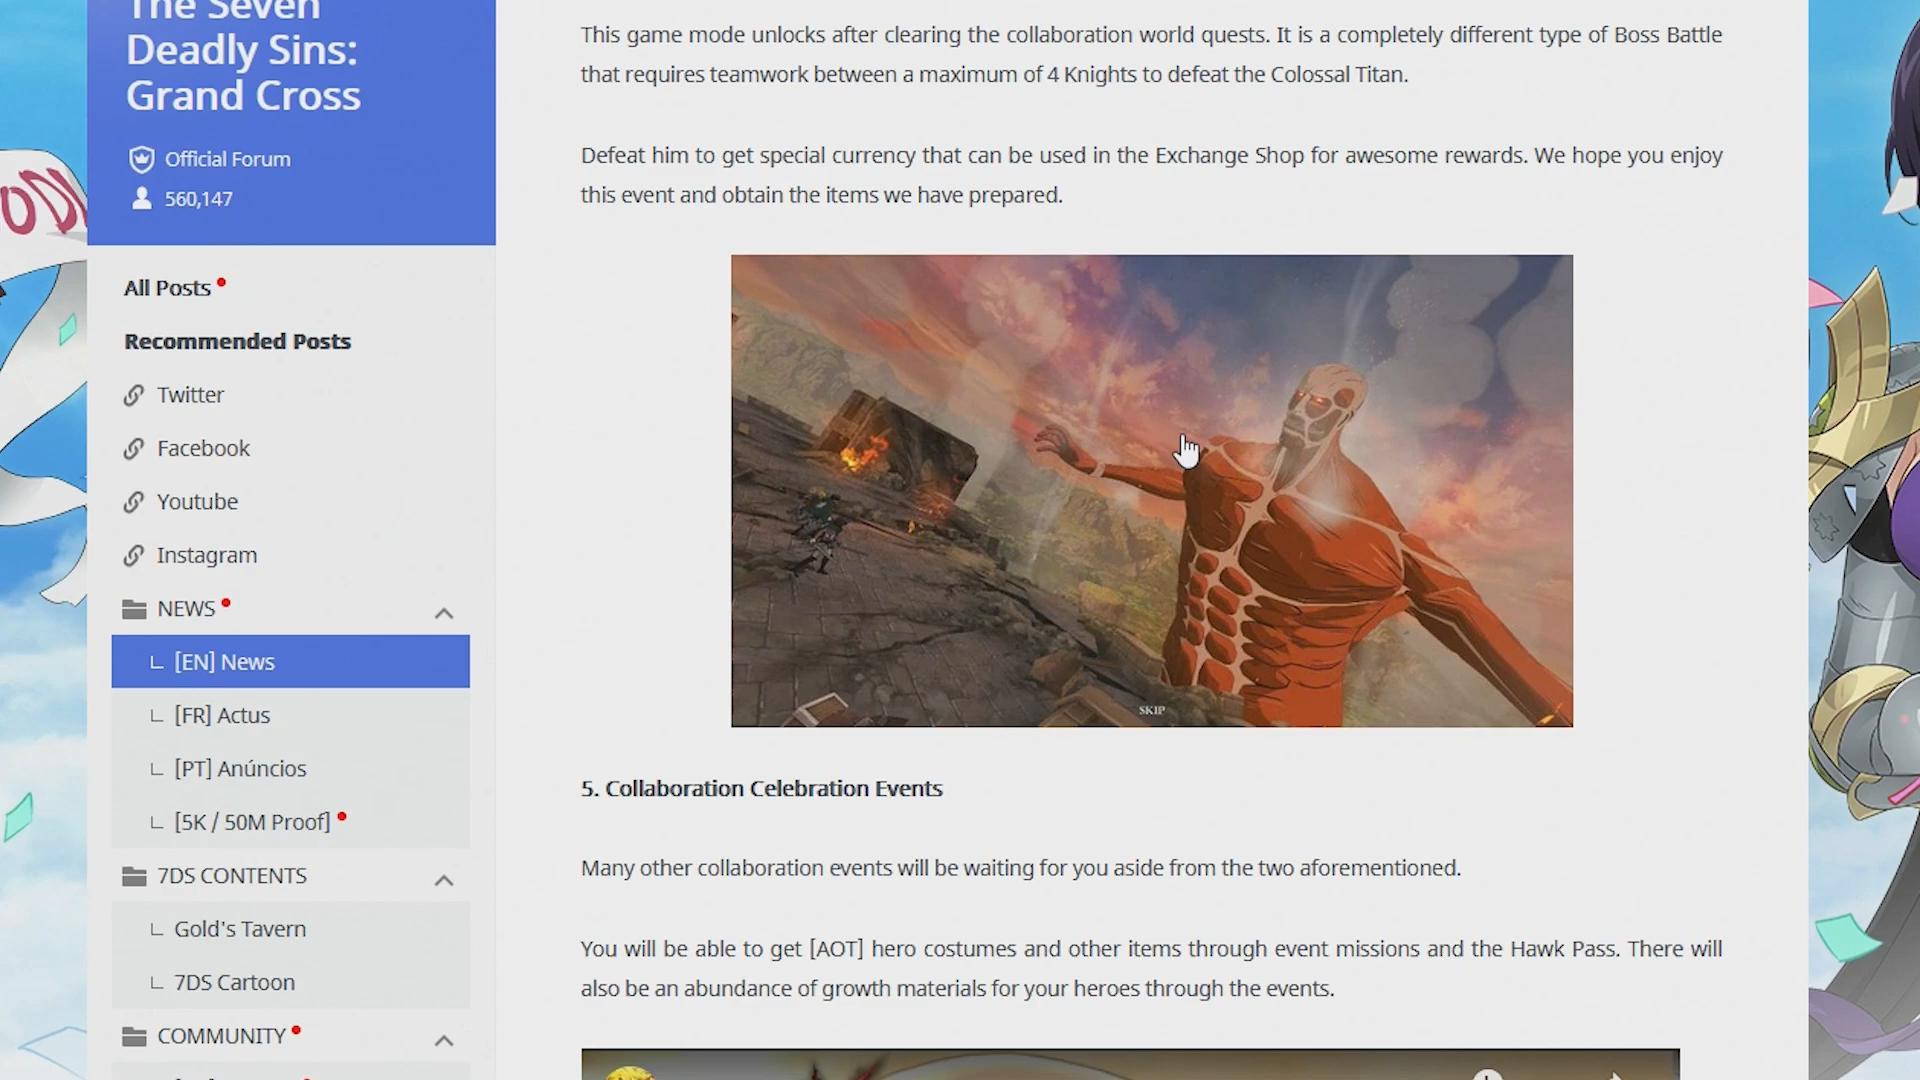 The Seven
Deadly Sins:
Grand Cross
Official Forum
560,147
All Posts
Recommended Posts
Twitter
Facebook
Youtube
Instagram
NEWS
[EN] News
[FR] Actus
[PT] Anúncios
[5K / 50M Proof]
7DS CONTENTS
Gold's Tavern
7DS Cartoon
COMMUNITY
This game mode unlocks after clearing the collaboration world quests. It is a completely different type of Boss Battle
that requires teamwork between a maximum of 4 Knights to defeat the Colossal Titan.
Defeat him to get special currency that can be used in the Exchange Shop for awesome rewards. We hope you enjoy
this event and obtain the items we have prepared.
SKIP
5. Collaboration Celebration Events
Many other collaboration events will be waiting for you aside from the two aforementioned.
You will be able to get [AOT] hero costumes and other items through event missions and the Hawk Pass. There will
also be an abundance of growth materials for your heroes through the events.